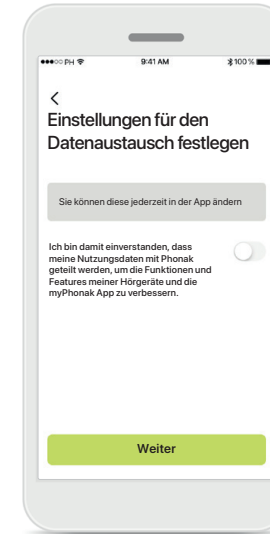 ●●●○○ PH 9:41 AM 100 %
Einstellungen für den
Datenaustausch festlegen
Sie können diese jederzeit in der App ändern
Ich bin damit einverstanden, dass
meine Nutzungsdaten mit Phonak
geteilt werden, um die Funktionen und
Features meiner Hörgeräte und die
myPhonak App zu verbessern.
Weiter